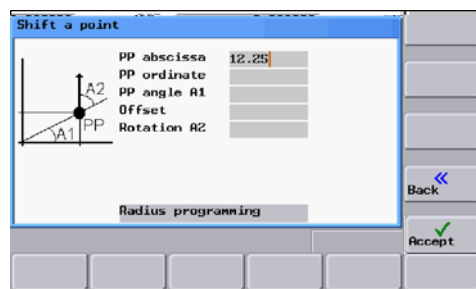 Shift a point
PP abscissa 12.25
PP ordinate
PP angle A1
Offset
Rotation A2
A2
PP
A1
Radius programming
Back
Accept